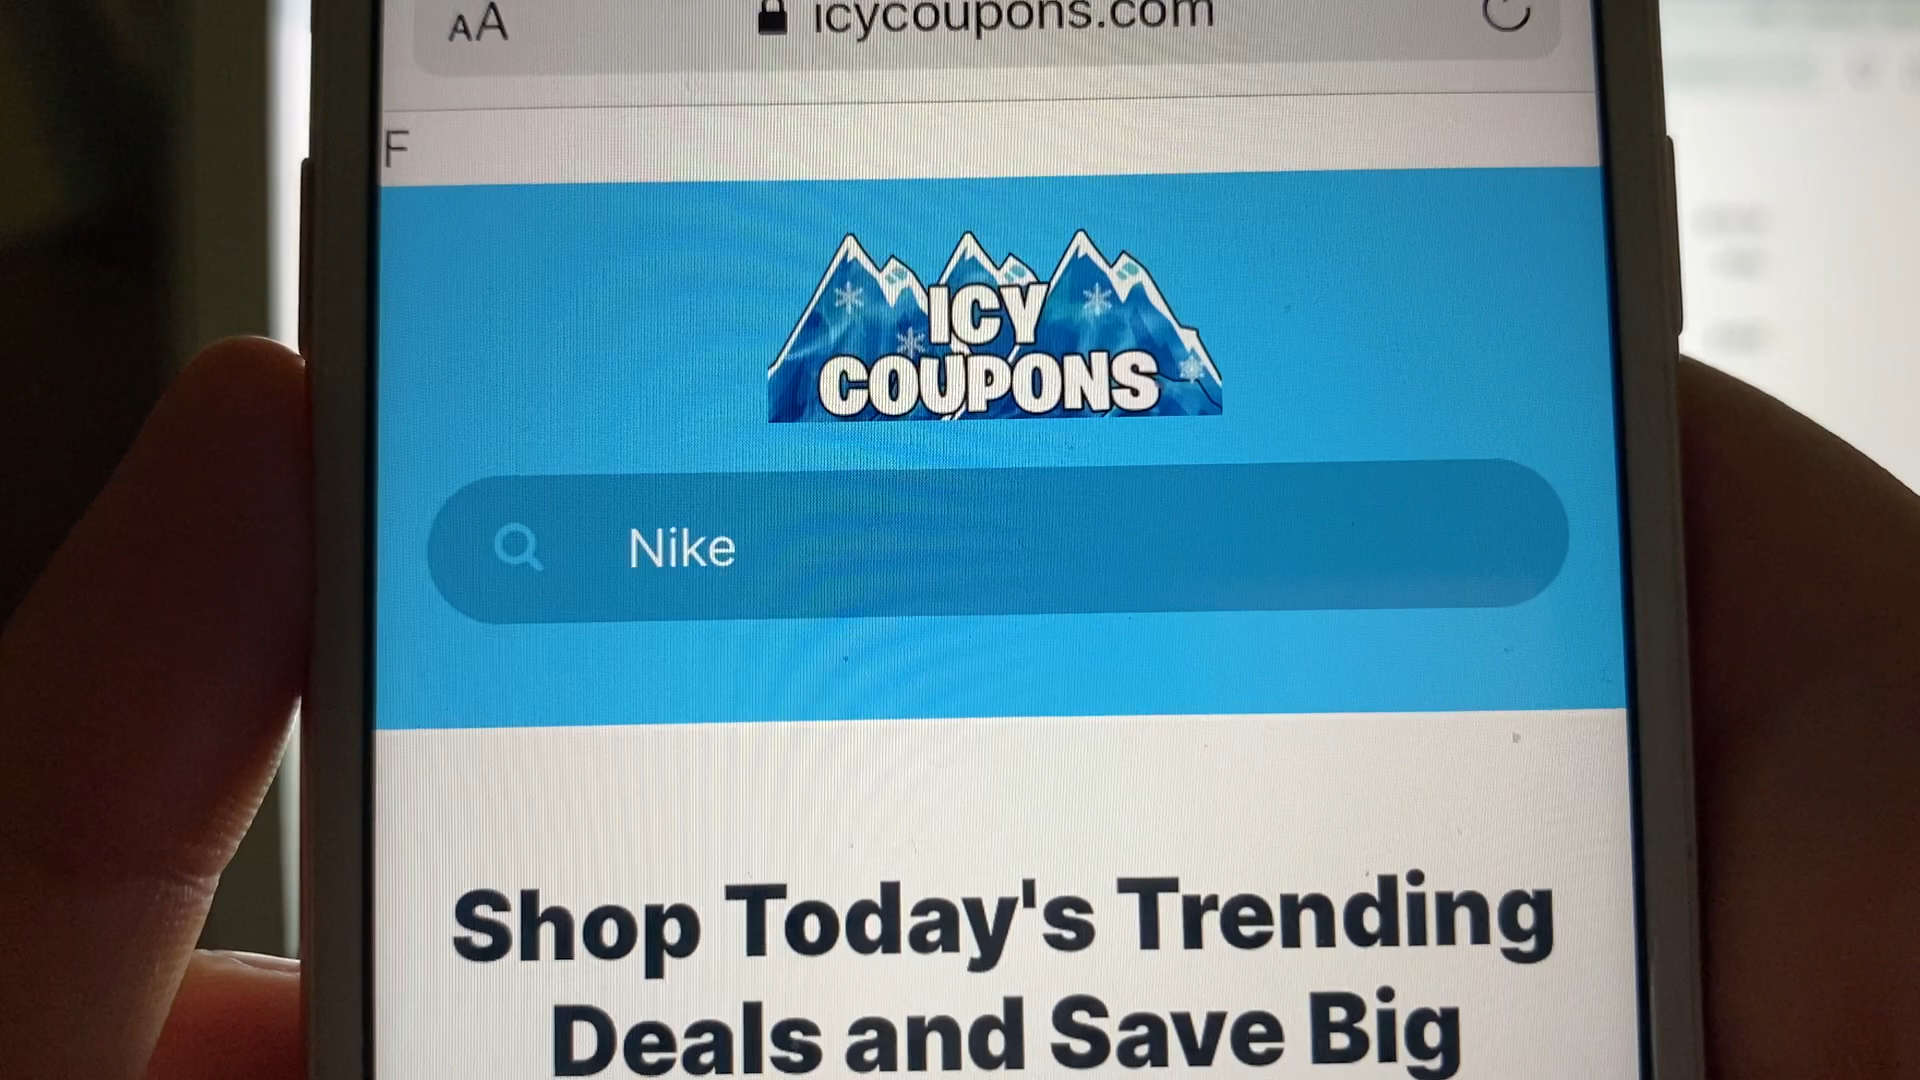 AA icycoupons.com
F
ICY
COUPONS
Nike
Shop Today's Trending
Deals and Save Big